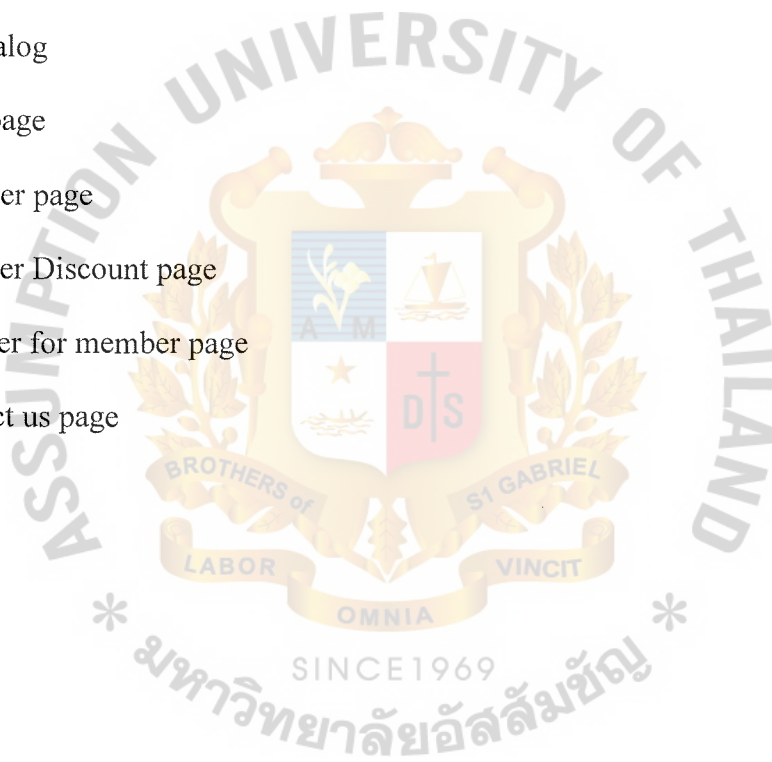 alog
page
er page
er Discount page
er for member page
ct us page
ASSUMPTION UNIVERSITY OF THAILAND
A M
D S
BROTHERS of ST GABRIEL
LABOR OMNIA VINCIT
SINCE1969
* มหาวิทยาลัยอัสสัมชัญ *